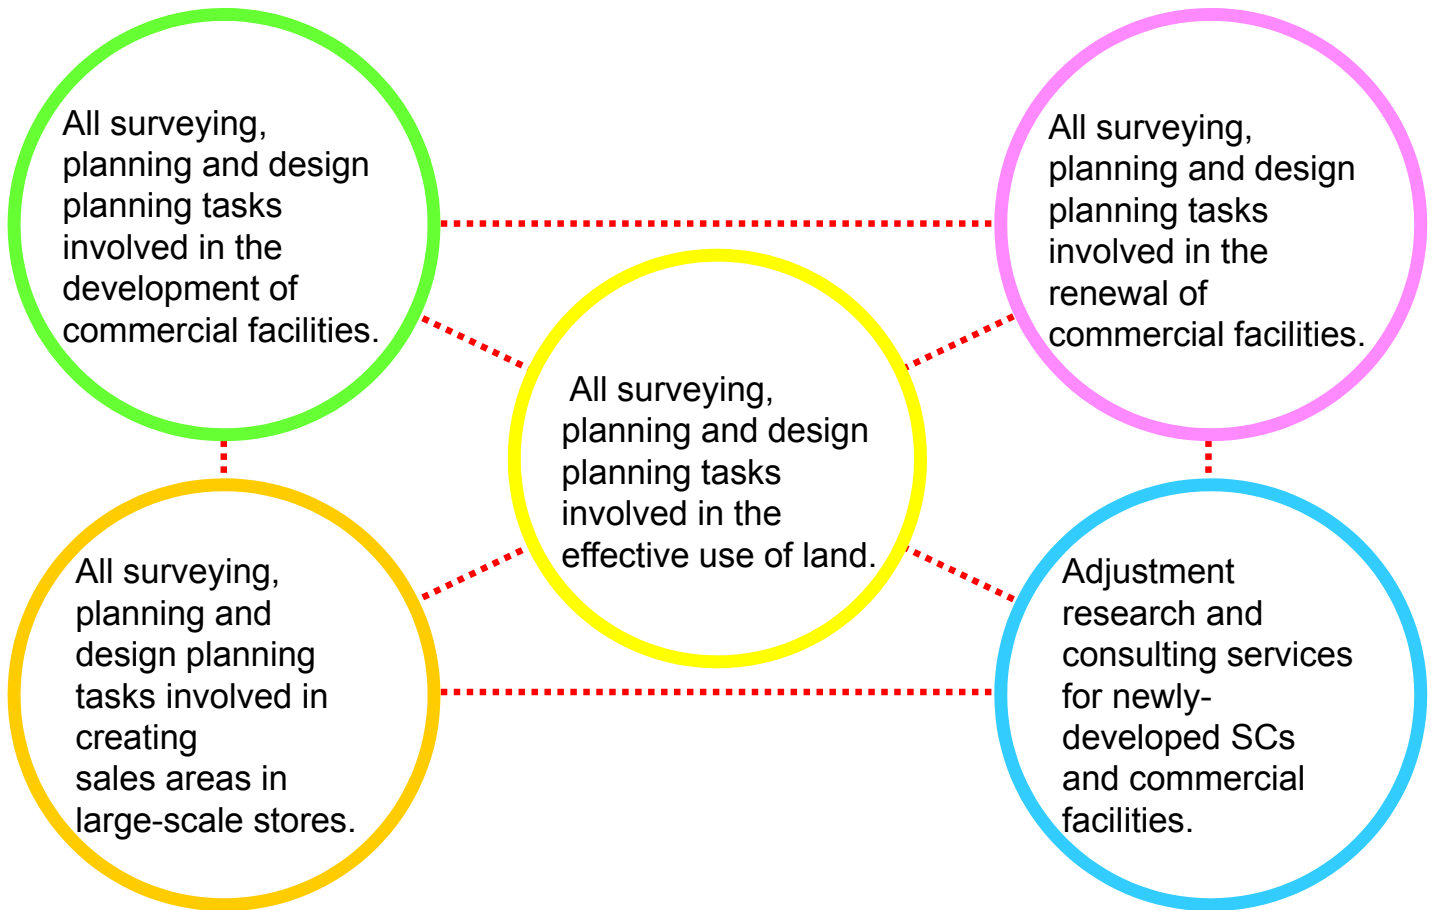 All surveying,
planning and design
planning tasks
involved in the
development of
commercial facilities.
All surveying,
planning and design
planning tasks
involved in the
renewal of
commercial facilities.
All surveying,
planning and design
planning tasks
involved in the
effective use of land.
All surveying,
planning and
design planning
tasks involved in
creating
sales areas in
large-scale stores.
Adjustment
research and
consulting services
for newly-
developed SCs
and commercial
facilities.